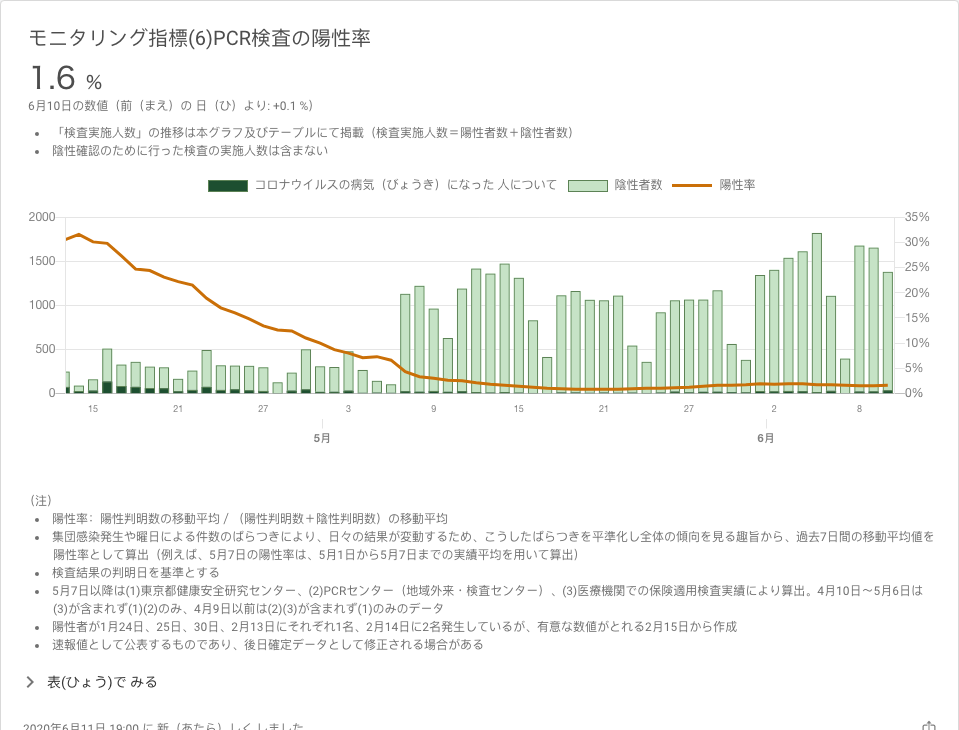 モニタリング指標(6)PCR検査の陽性率
1.6 %
6月10日の数値（前（まえ）の 日（ひ）より: +0.1 %）
• 「検査実施人数」の推移は本グラフ及びテーブルにて掲載（検査実施人数＝陽性者数＋陰性者数）
• 陰性確認のために行った検査の実施人数は含まない
コロナウイルスの病気（びょうき）になった 人について 陰性者数 陽性率
2000 35%
30%
1500 25%
20%
1000 15%
10%
500 5%
0 0%
15 21 27 3 9 15 21 27 2 8
5月 6月
（注）
• 陽性率：陽性判明数の移動平均 / （陽性判明数＋陰性判明数）の移動平均
• 集団感染発生や曜日による件数のばらつきにより、日々の結果が変動するため、こうしたばらつきを平準化し全体の傾向を見る趣旨から、過去7日間の移動平均値を
陽性率として算出（例えば、5月7日の陽性率は、5月1日から5月7日までの実績平均を用いて算出）
• 検査結果の判明日を基準とする
• 5月7日以降は(1)東京都健康安全研究センター、(2)PCRセンター（地域外来・検査センター）、(3)医療機関での保険適用検査実績により算出。4月10日～5月6日は
(3)が含まれず(1)(2)のみ、4月9日以前は(2)(3)が含まれず(1)のみのデータ
• 陽性者が1月24日、25日、30日、2月13日にそれぞれ1名、2月14日に2名発生しているが、有意な数値がとれる2月15日から作成
• 速報値として公表するものであり、後日確定データとして修正される場合がある
表(ひょう)で みる
2020年6月11日 19:00 に 新（あたら）しく しました